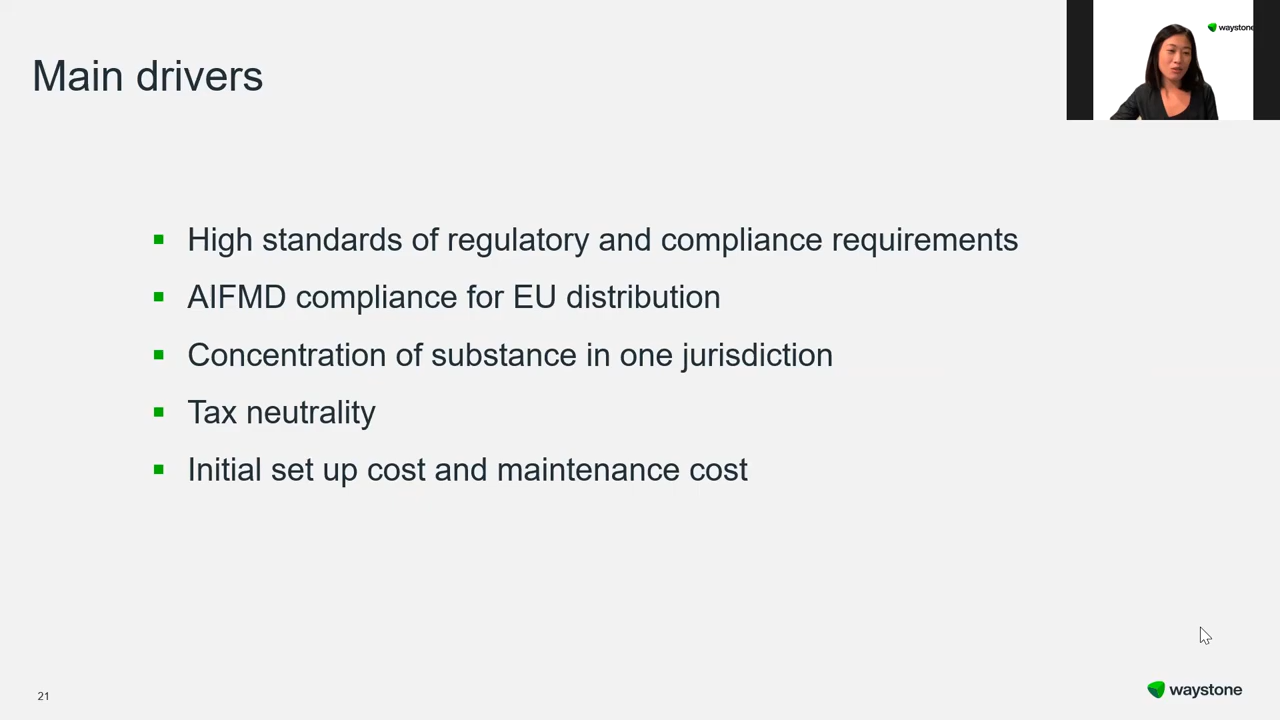 waystone
Main drivers
High standards of regulatory and compliance requirements
AIFMD compliance for EU distribution
Concentration of substance in one jurisdiction
Tax neutrality
Initial set up cost and maintenance cost
21
waystone